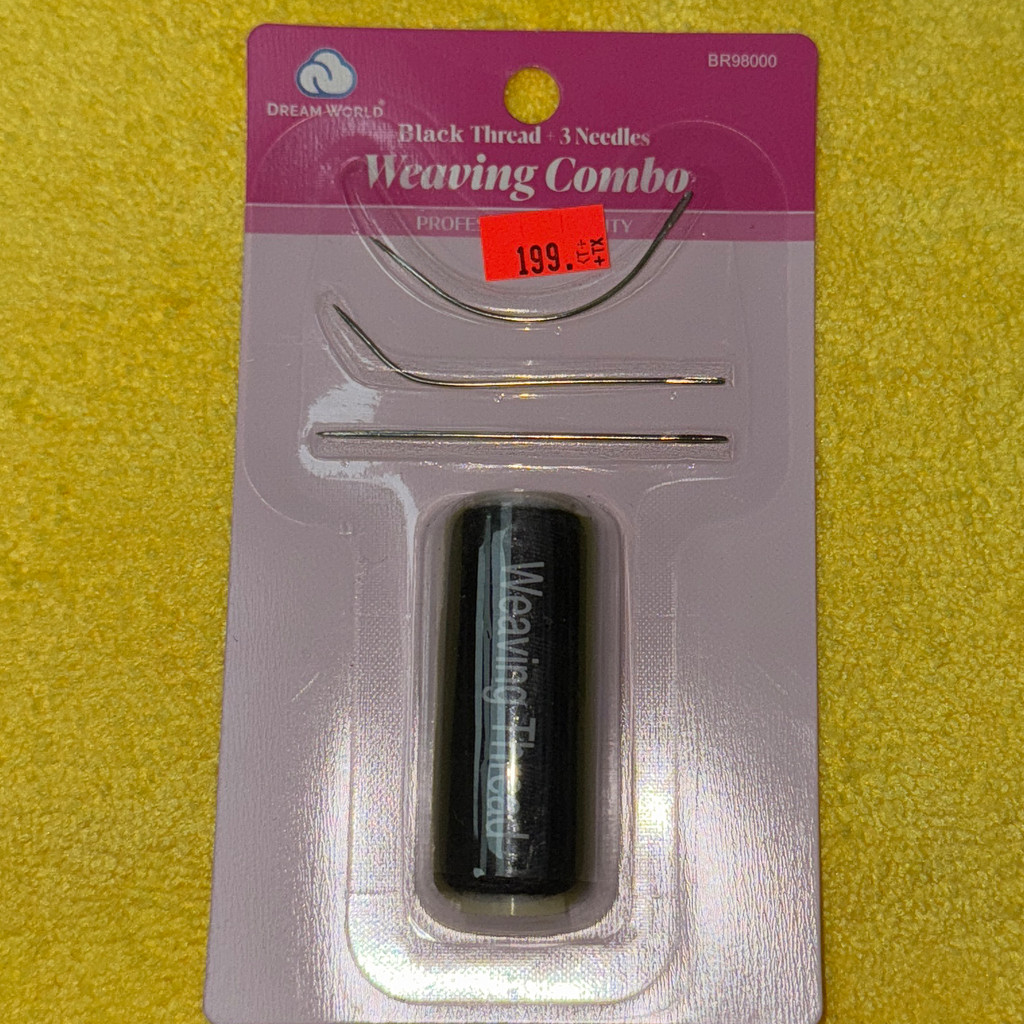 DREAM WORLD
BR98000
Black Thread + 3 Needles
Weaving Combo
199.
+ TX
Weaving Thread